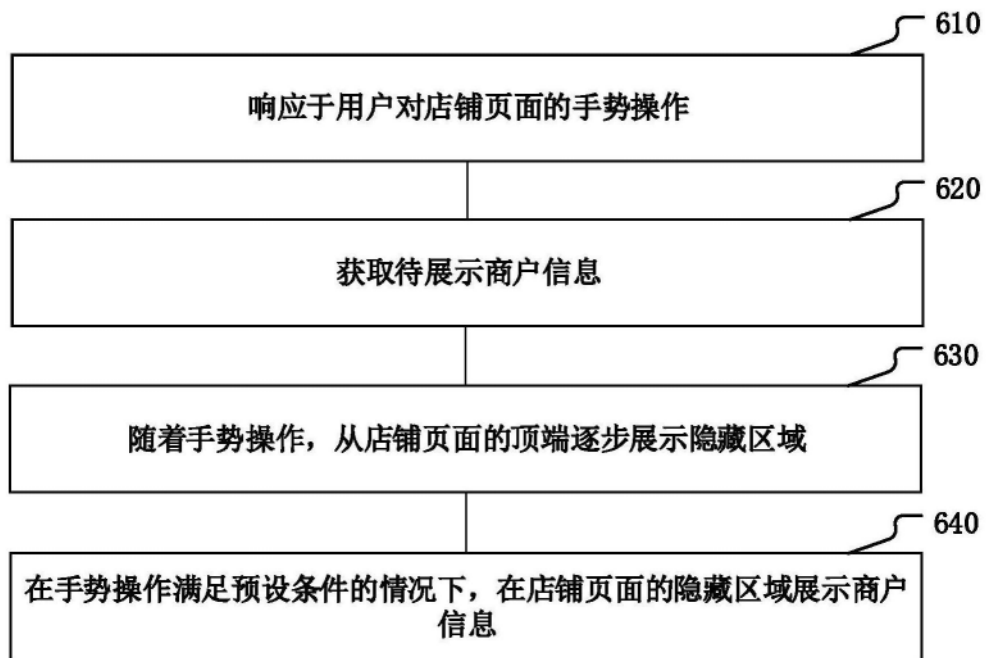 610
响应于用户对店铺页面的手势操作
620
获取待展示商户信息
630
随着手势操作，从店铺页面的顶端逐步展示隐藏区域
640
在手势操作满足预设条件的情况下，在店铺页面的隐藏区域展示商户
信息